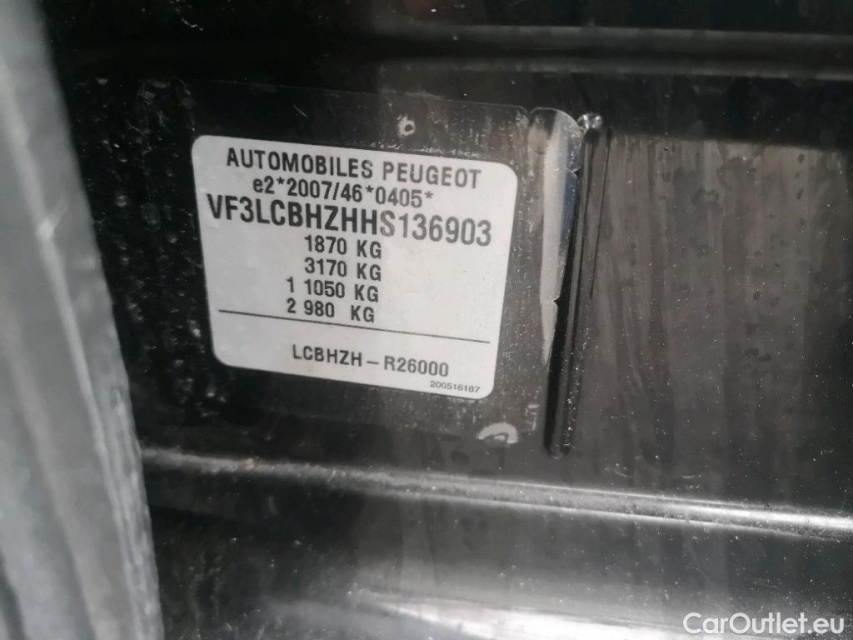 AUTOMOBILES PEUGEOT
e2*2007/46*0405*
VF3LCBHZHHS136903
1870 KG
3170 KG
1 1050 KG
2 980 KG
LCBHZH – R26000
200516187
CarOutlet.eu